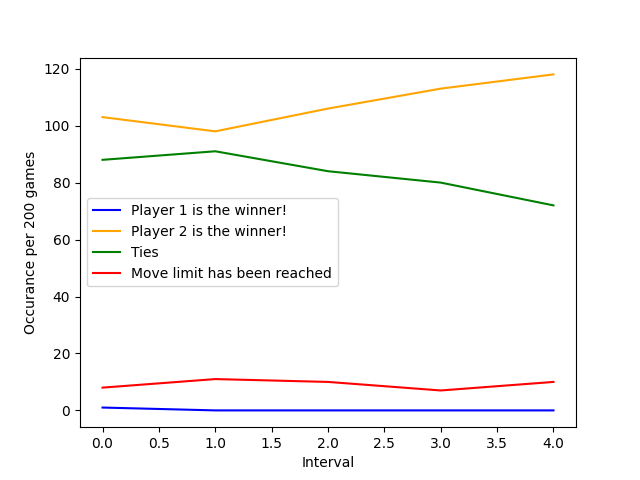 120
100
80
60
40
20
0
Occurance per 200 games
Player 1 is the winner!
Player 2 is the winner!
Ties
Move limit has been reached
0.0 0.5 1.0 1.5 2.0 2.5 3.0 3.5 4.0
Interval